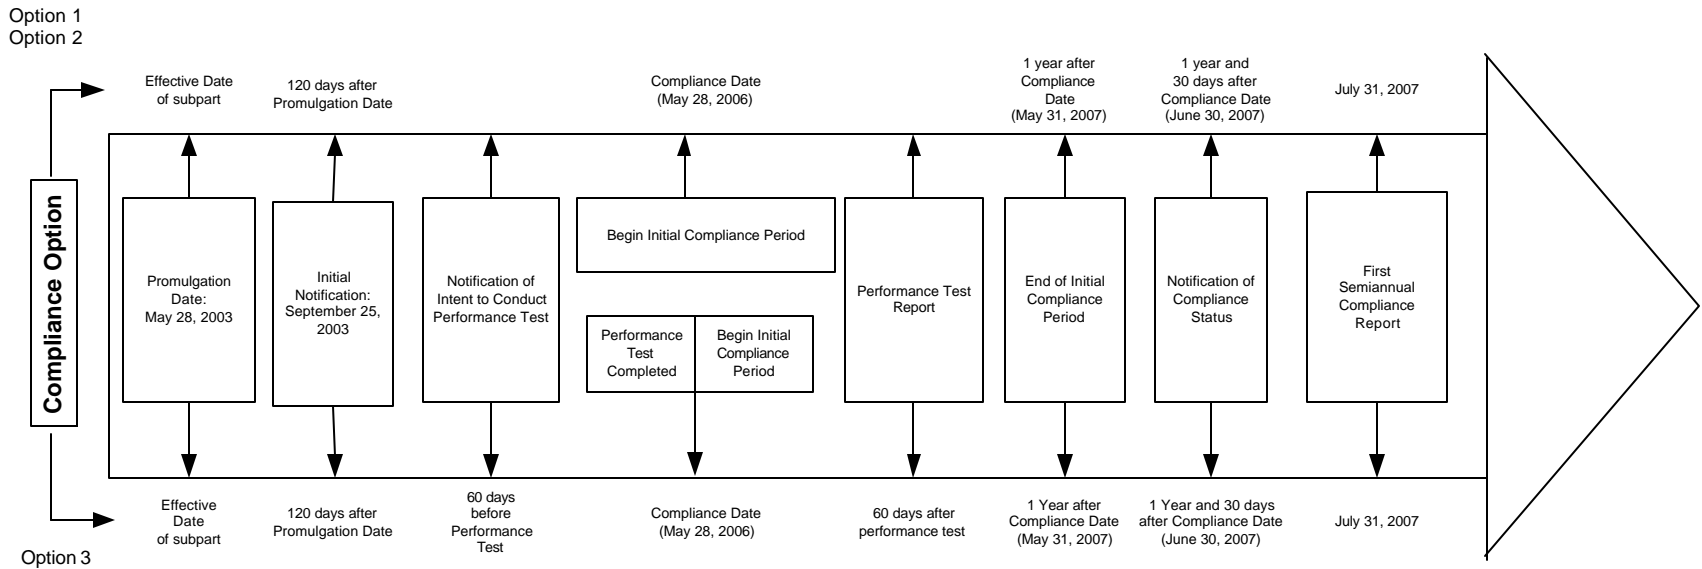 Option 1
Option 2
Effective Date
of subpart
120 days after
Promulgation Date
Compliance Date
(May 28, 2006)
1 year after
Compliance
Date
(May 31, 2007)
1 year and
30 days after
Compliance Date
(June 30, 2007)
July 31, 2007
Compliance Option
Promulgation
Date:
May 28, 2003
Initial
Notification:
September 25,
2003
Notification of
Intent to Conduct
Performance Test
Begin Initial Compliance Period
Performance
Test
Completed
Begin Initial
Compliance
Period
Performance Test
Report
End of Initial
Compliance
Period
Notification of
Compliance
Status
First
Semiannual
Compliance
Report
Effective
Date
of subpart
120 days after
Promulgation Date
60 days
before
Performance
Test
Compliance Date
(May 28, 2006)
60 days after
performance test
1 Year after
Compliance Date
(May 31, 2007)
1 Year and 30 days
after Compliance Date
(June 30, 2007)
July 31, 2007
Option 3